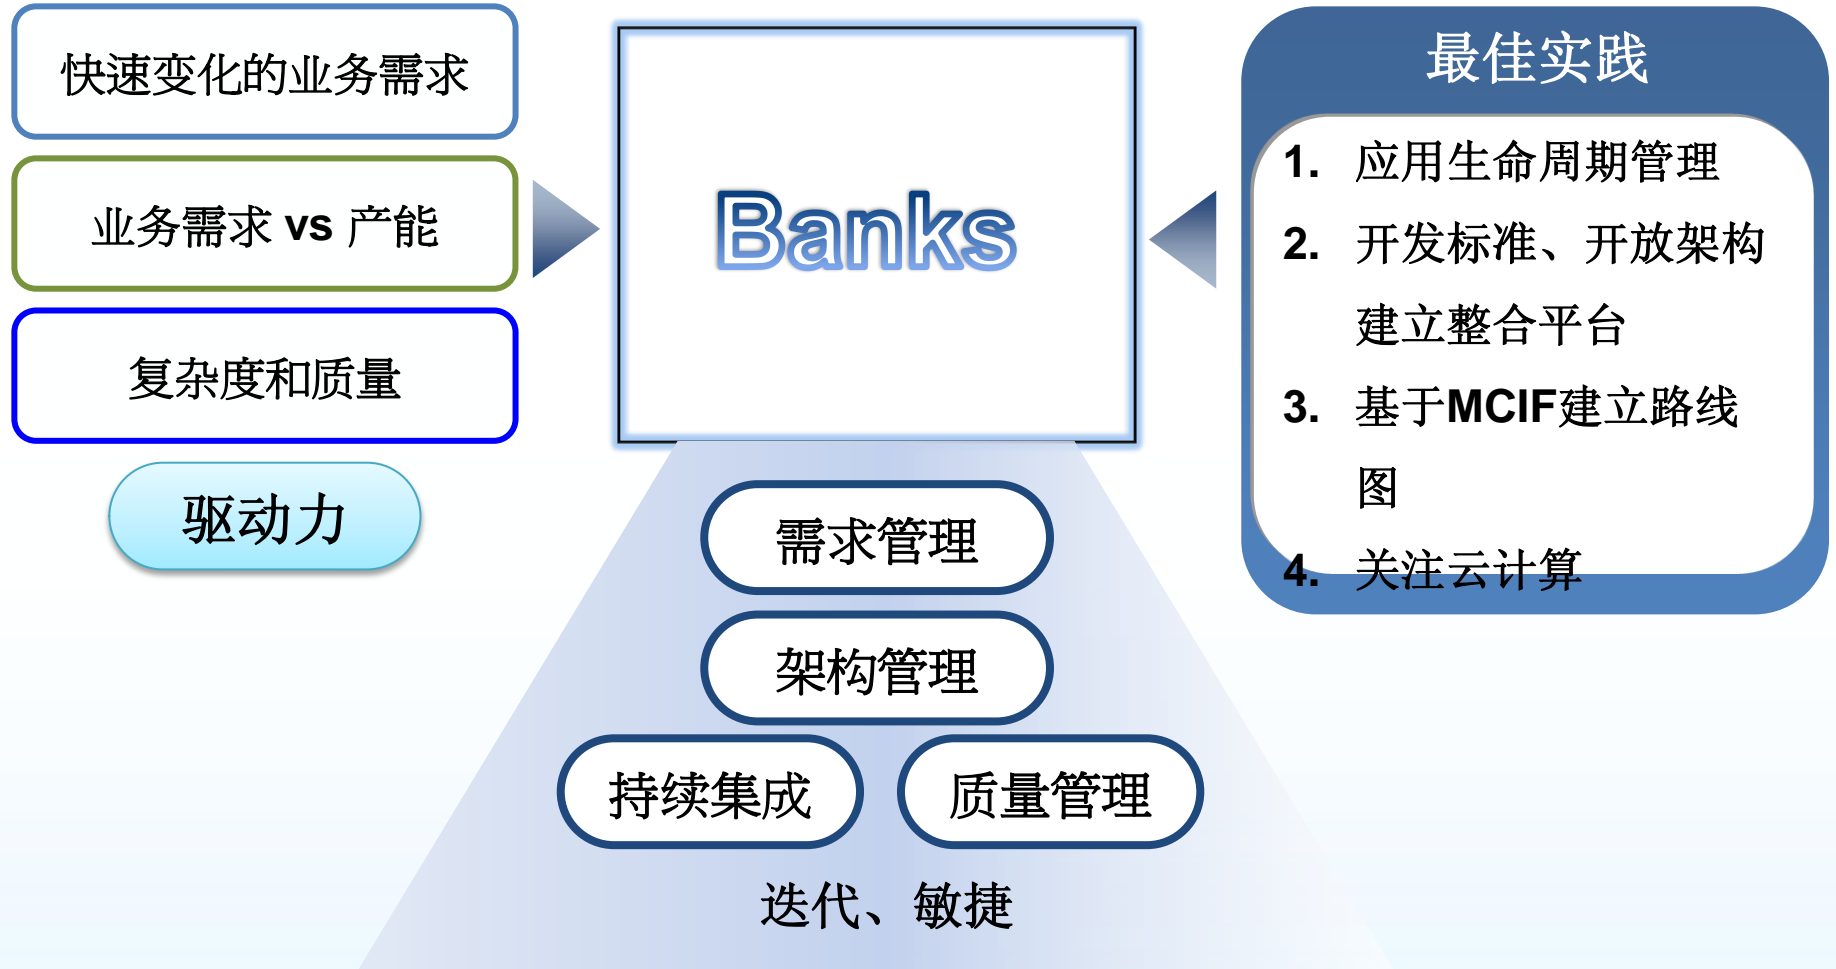 快速变化的业务需求
业务需求 vs 产能
复杂度和质量
驱动力
Banks
需求管理
架构管理
持续集成
质量管理
迭代、敏捷
最佳实践
1. 应用生命周期管理
2. 开发标准、开放架构
建立整合平台
3. 基于MCIF建立路线
图
4. 关注云计算